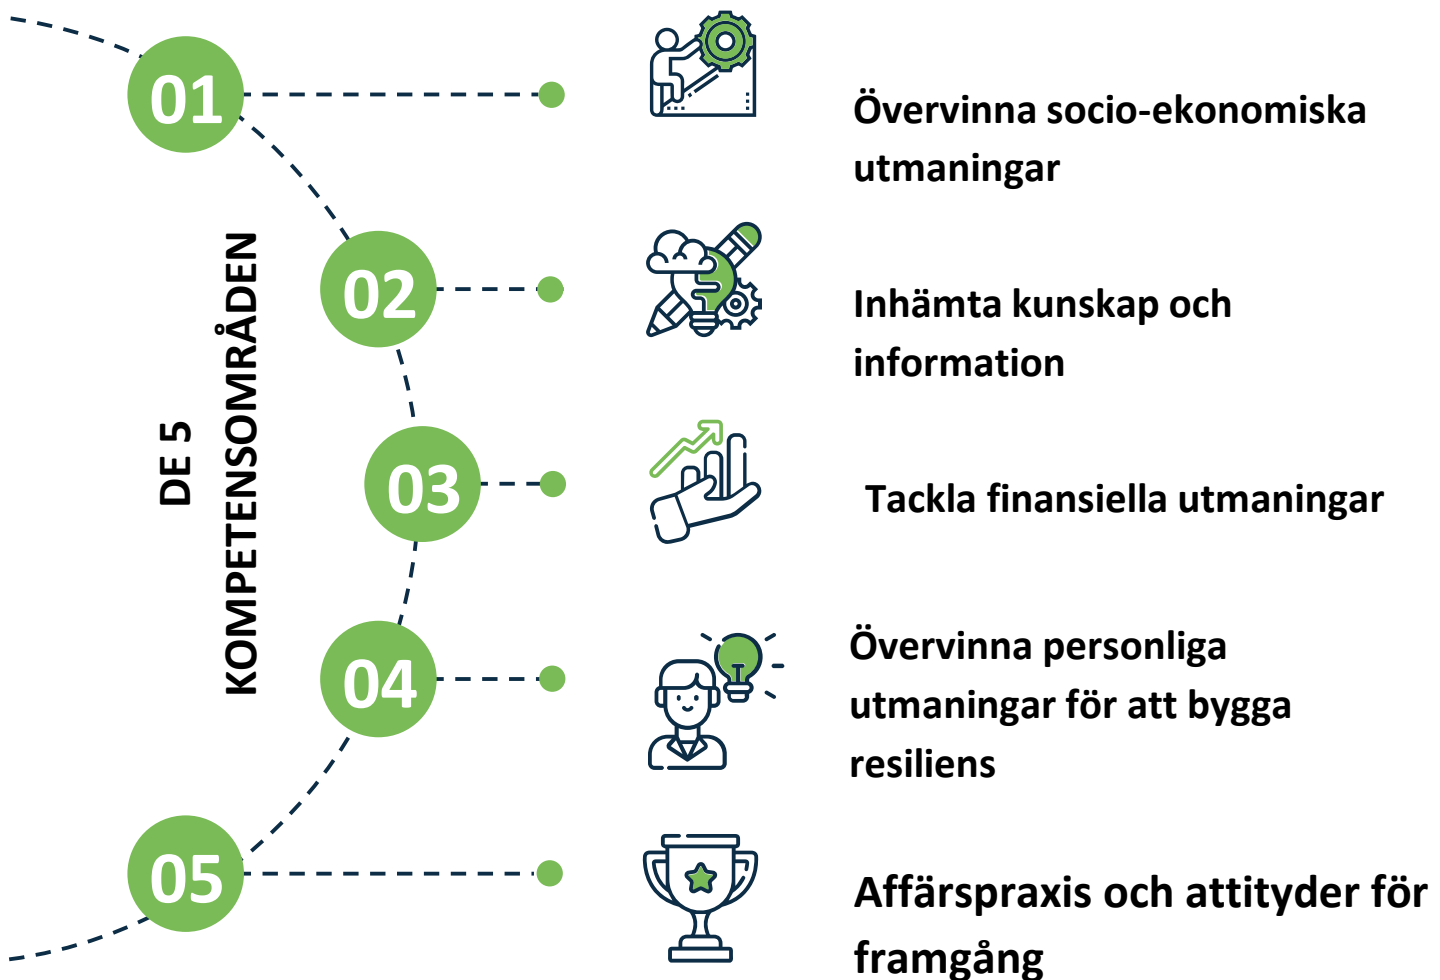 DE 5
KOMPETENSOMRÅDEN
01
Övervinna socio-ekonomiska
utmaningar
02
Inhämta kunskap och
information
03
Tackla finansiella utmaningar
04
Övervinna personliga
utmaningar för att bygga
resiliens
05
Affärspraxis och attityder för
framgång